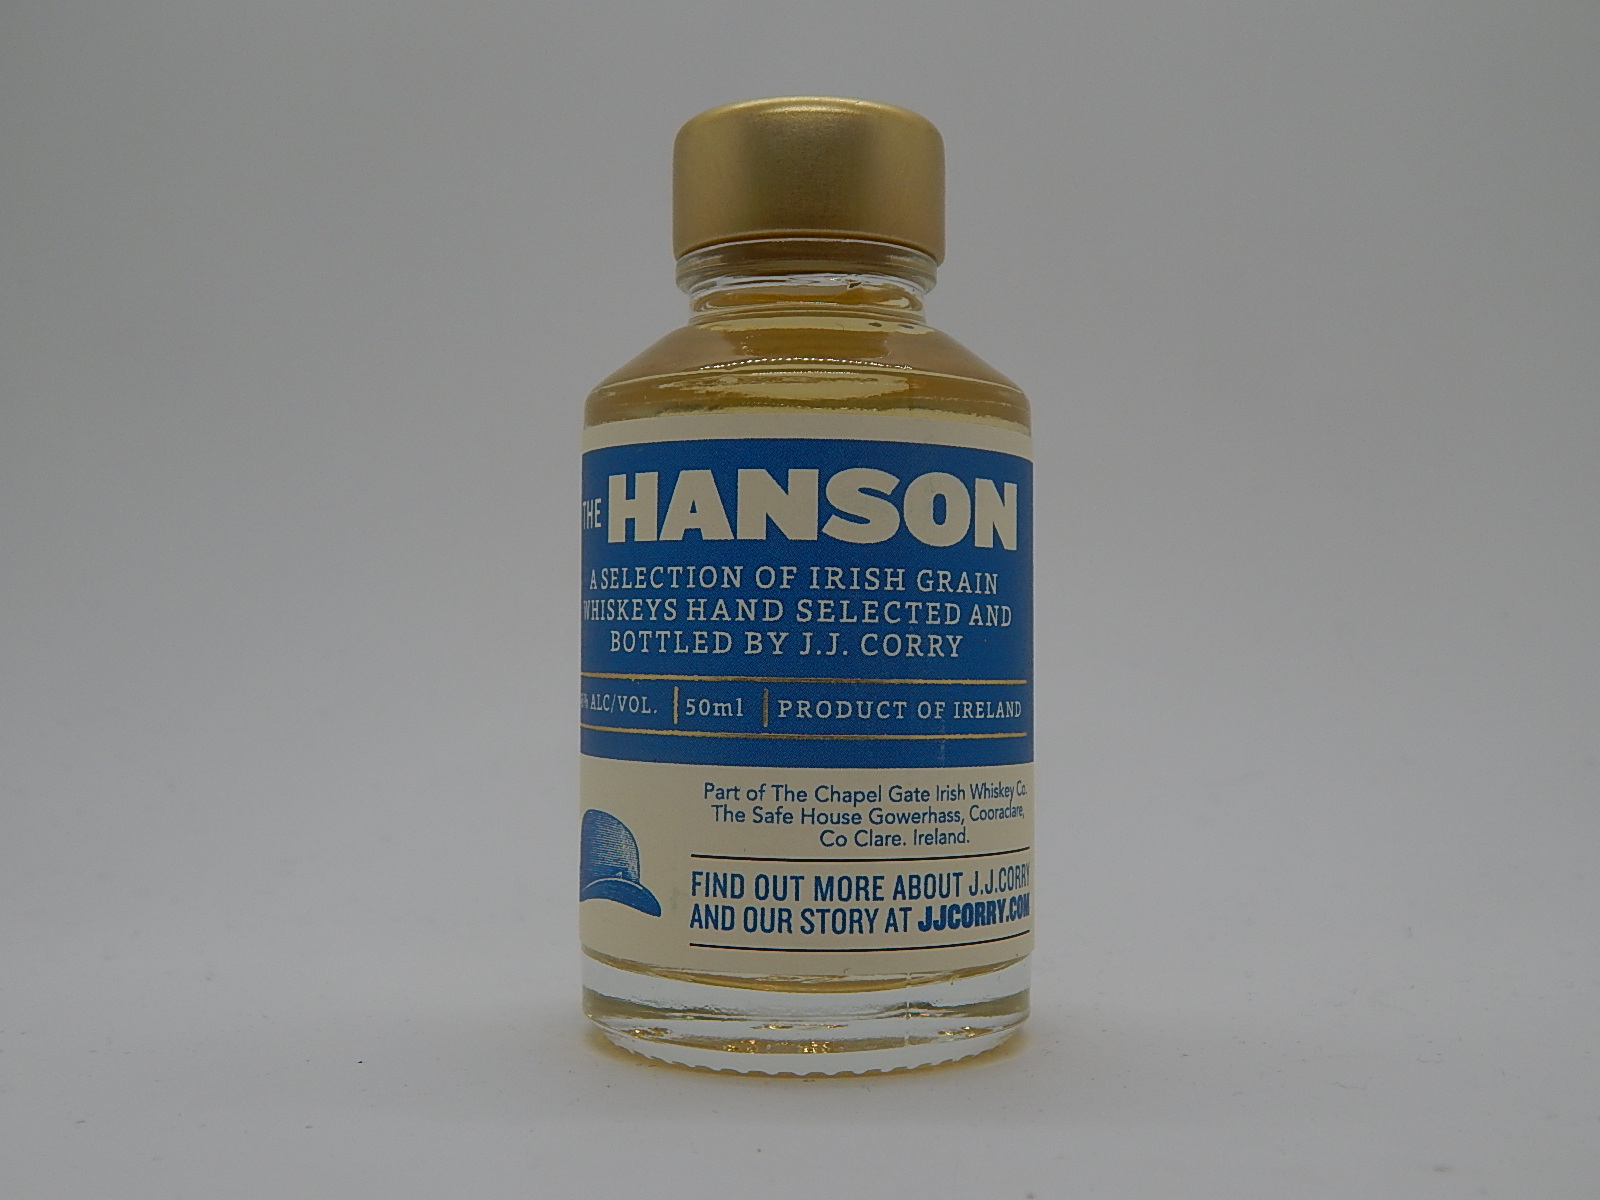 THE HANSON
A SELECTION OF IRISH GRAIN
WHISKEYS HAND SELECTED AND
BOTTLED BY J.J. CORRY
% ALC/VOL. 50ml PRODUCT OF IRELAND
Part of The Chapel Gate Irish Whiskey Co.
The Safe House Gowerhass, Cooraclare,
Co Clare. Ireland.
FIND OUT MORE ABOUT J.J.CORRY
AND OUR STORY AT JJCORRY.COM